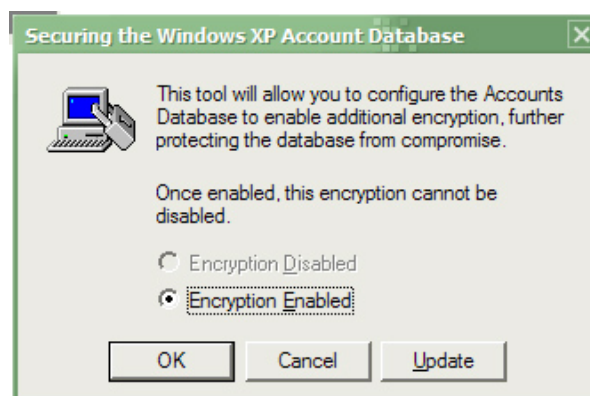 Securing the Windows XP Account Database
This tool will allow you to configure the Accounts
Database to enable additional encryption, further
protecting the database from compromise.
Once enabled, this encryption cannot be
disabled.
Encryption Disabled
Encryption Enabled
OK Cancel Update